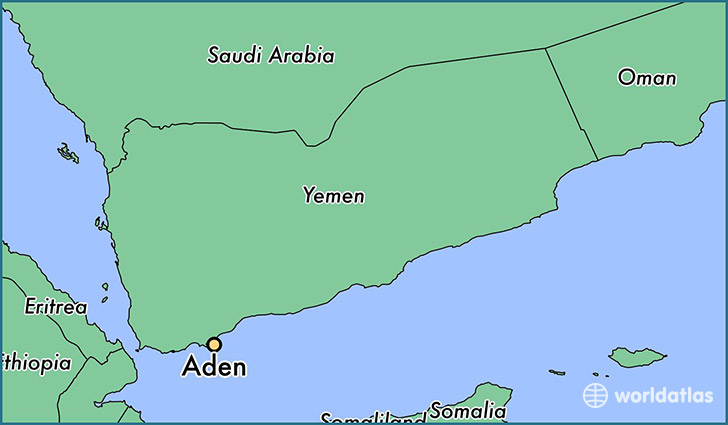 Saudi Arabia
Oman
Yemen
Eritrea
thiopia
Aden
Somaliland
Somalia
worldatlas